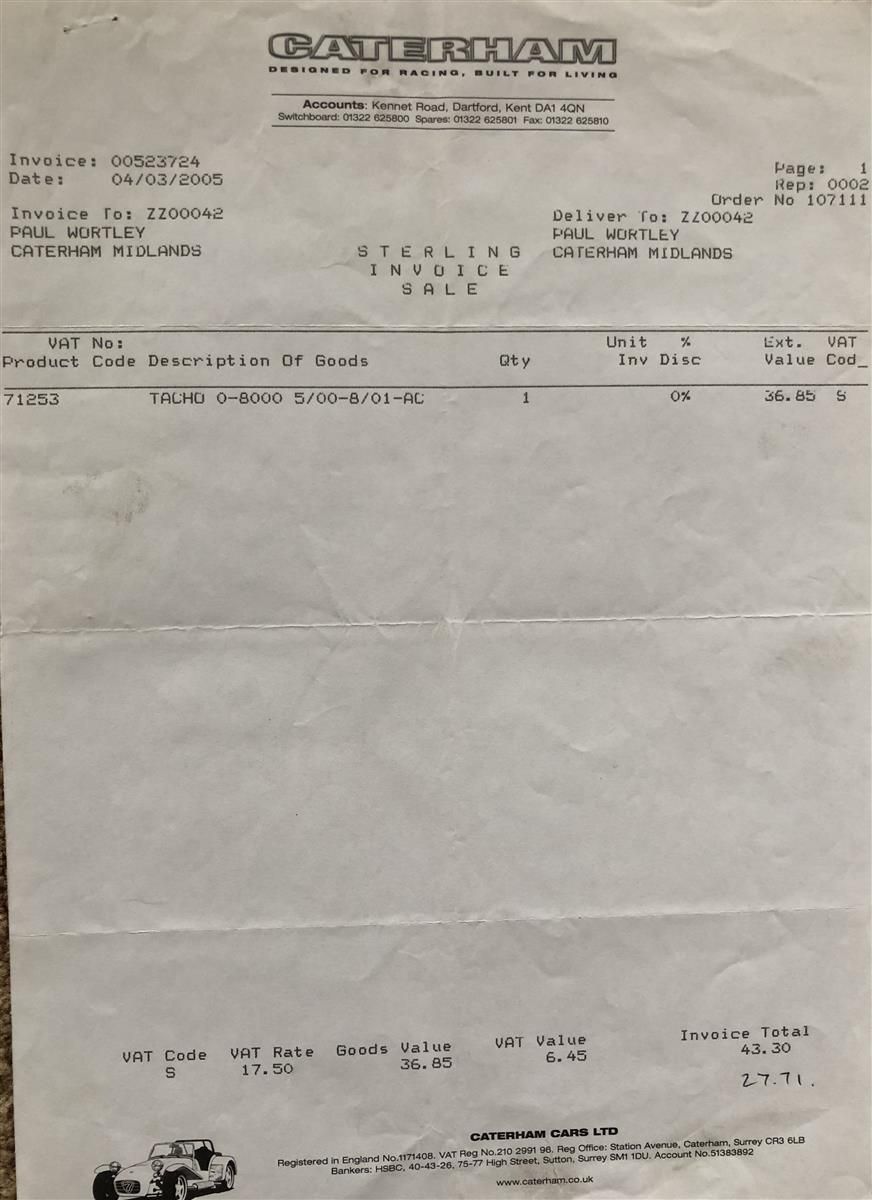 CATERHAM
DESIGNED FOR RACING, BUILT FOR LIVING
Accounts: Kennet Road, Dartford, Kent DA1 4QN
Switchboard: 01322 625800 Spares: 01322 625801 Fax: 01322 625810
Invoice: 00523724
Date: 04/03/2005
Page: 1
Rep: 0002
Order No 107111
Invoice To: ZZ00042
PAUL WORTLEY
CATERHAM MIDLANDS
Deliver To: ZZ00042
PAUL WORTLEY
CATERHAM MIDLANDS
STERLING
INVOICE
SALE
VAT No: Unit % Ext. VAT
Product Code Description Of Goods Qty Inv Disc Value Cod_
71253 TACHO 0-8000 5/00-8/01-AC 1 0% 36.85 S
VAT Code VAT Rate Goods Value VAT Value Invoice Total
S 17.50 36.85 6.45 43.30
27.71.
CATERHAM CARS LTD
Registered in England No.1171408. VAT Reg No.210 2991 96. Reg Office: Station Avenue, Caterham, Surrey CR3 6LB
Bankers: HSBC, 40-43-26, 75-77 High Street, Sutton, Surrey SM1 1DU. Account No.51383892
www.caterham.co.uk